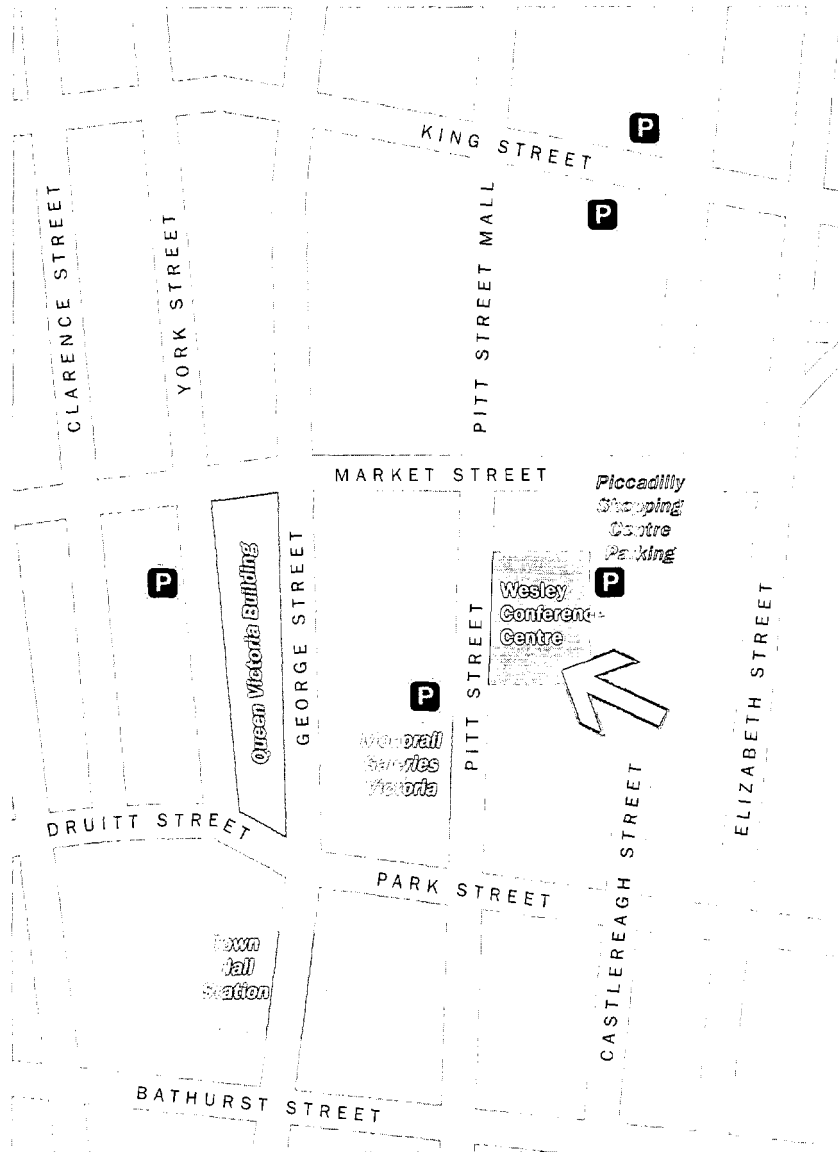 P
KING STREET
P
PITT STREET MALL
CLARENCE STREET
YORK STREET
MARKET STREET
Piccadilly
Shopping
Centre
Parking
P
P
Wesley
Conference
Centre
Queen Victoria Building
GEORGE STREET
PITT STREET
ELIZABETH STREET
P
Galeries
Victoria
DRUITT STREET
CASTLEREAGH STREET
PARK STREET
Town
Hall
Station
BATHURST STREET